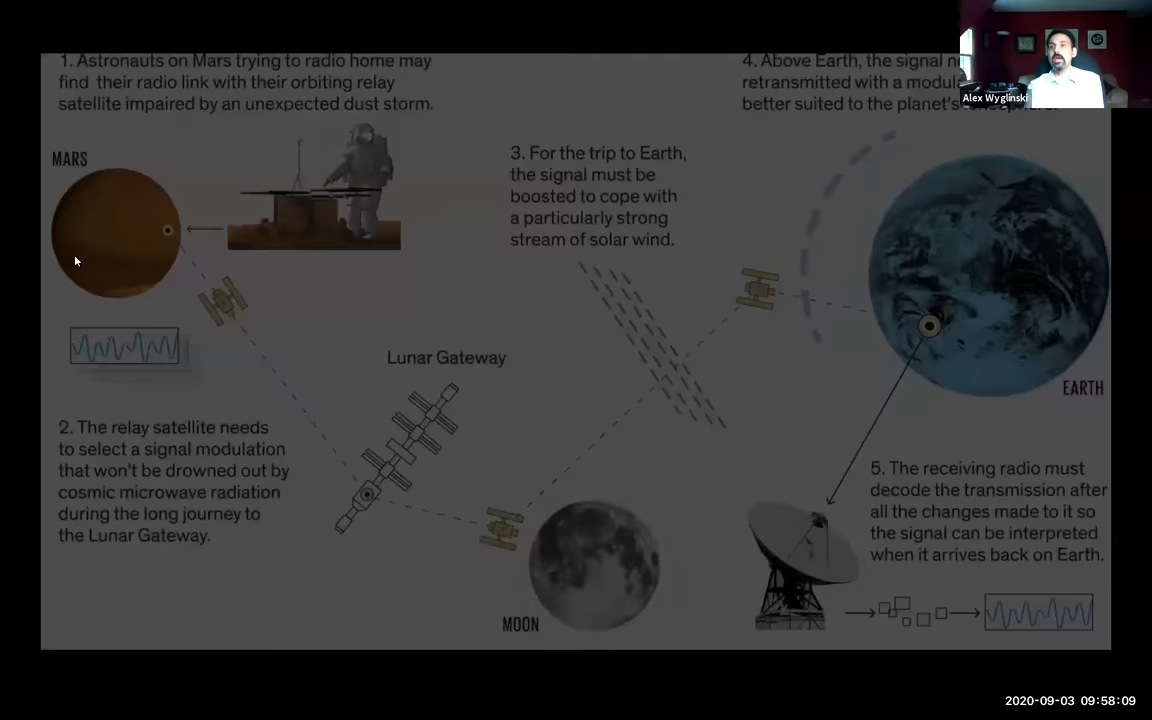 1. Astronauts on Mars trying to radio home may
find their radio link with their orbiting relay
satellite impaired by an unexpected dust storm.
MARS
2. The relay satellite needs
to select a signal modulation
that won't be drowned out by
cosmic microwave radiation
during the long journey to
the Lunar Gateway.
Lunar Gateway
MOON
3. For the trip to Earth,
the signal must be
boosted to cope with
a particularly strong
stream of solar wind.
4. Above Earth, the signal
retransmitted with a
better suited to the planet's
EARTH
5. The receiving radio must
decode the transmission after
all the changes made to it so
the signal can be interpreted
when it arrives back on Earth.
Alex Wyglinski
2020-09-03 09:58:09